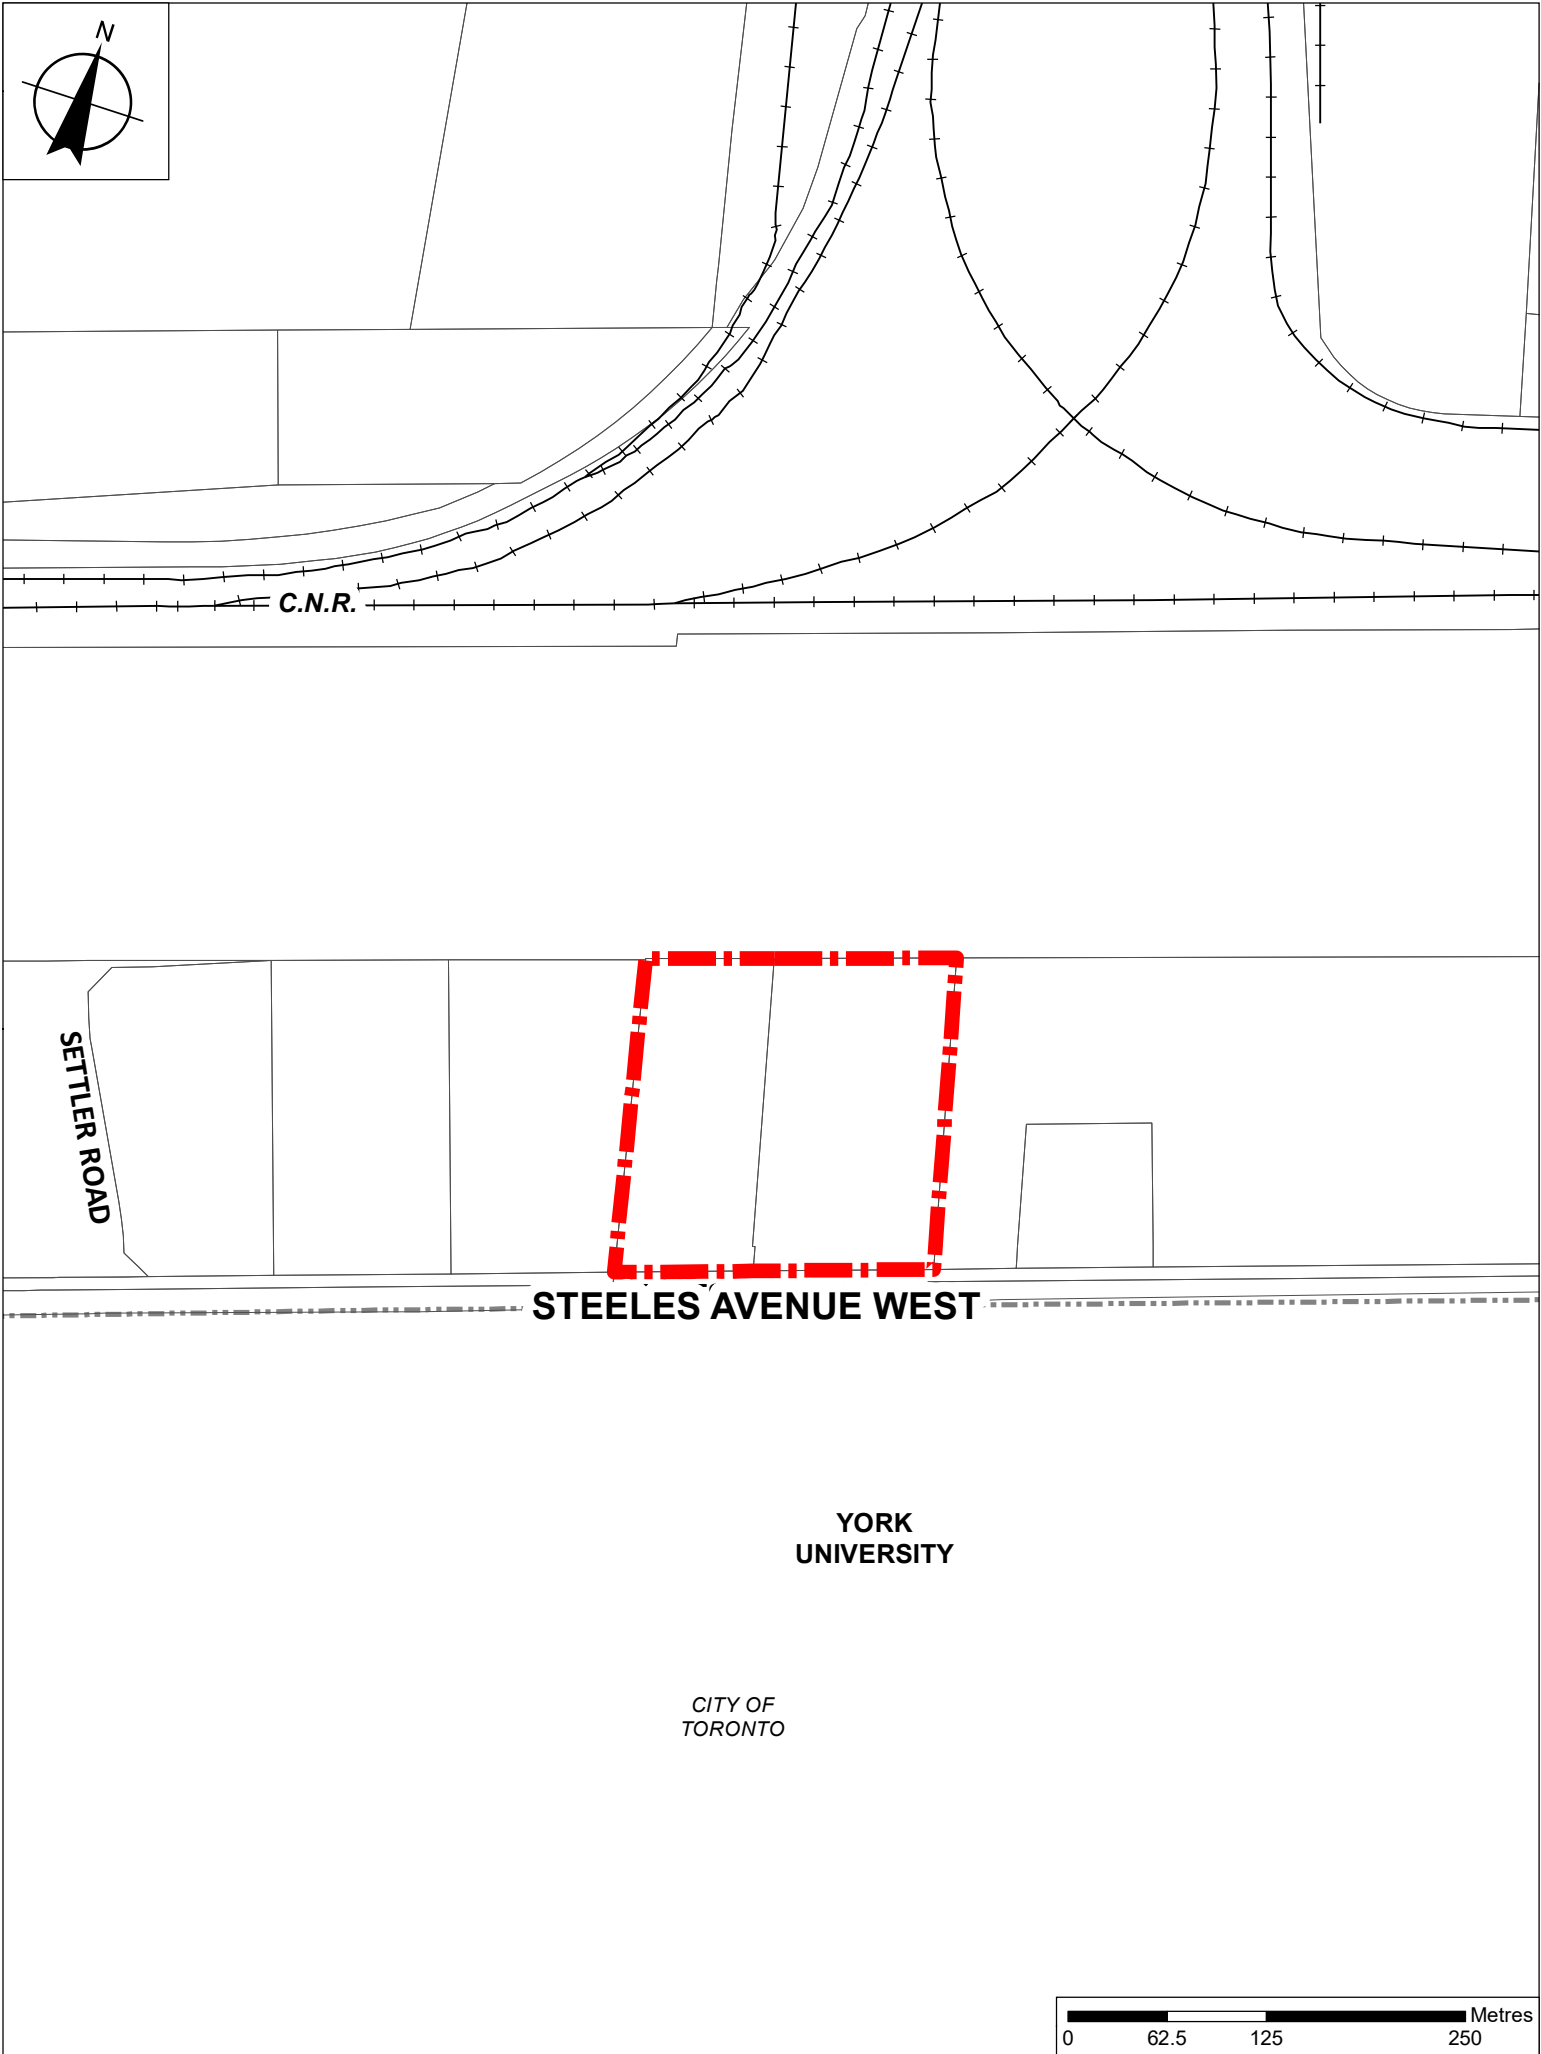 N
C.N.R.
SETTLER ROAD
STEELES AVENUE WEST
YORK
UNIVERSITY
CITY OF
TORONTO
Metres
0 62.5 125 250